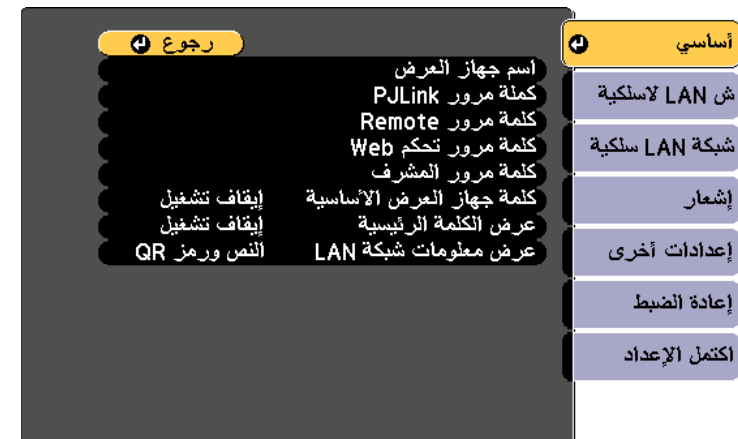 أساسي
ش LAN لاسلكية
شبكة LAN سلكية
إشعار
إعدادات أخرى
إعادة الضبط
اكتمل الإعداد
رجوع
اسم جهاز العرض
كملة مرور PJLink
كلمة مرور Remote
كلمة مرور تحكم Web
كلمة مرور المشرف
كلمة جهاز العرض الأساسية إيقاف تشغيل
عرض الكلمة الرئيسية إيقاف تشغيل
عرض معلومات شبكة LAN النص ورمز QR